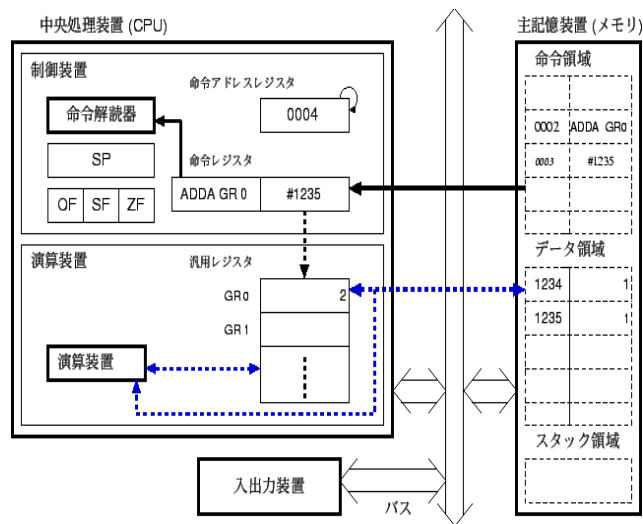 中央処理装置 (CPU)
主記憶装置 (メモリ)
制御装置
命令アドレスレジスタ
0004
命令解読器
SP
OF SF ZF
命令レジスタ
ADDA GR 0 #1235
命令領域
0002 ADDA GR0
0003 #1235
演算装置
汎用レジスタ
GR0 2
GR 1
演算装置
データ領域
1234 1
1235 1
スタック領域
入出力装置
バス